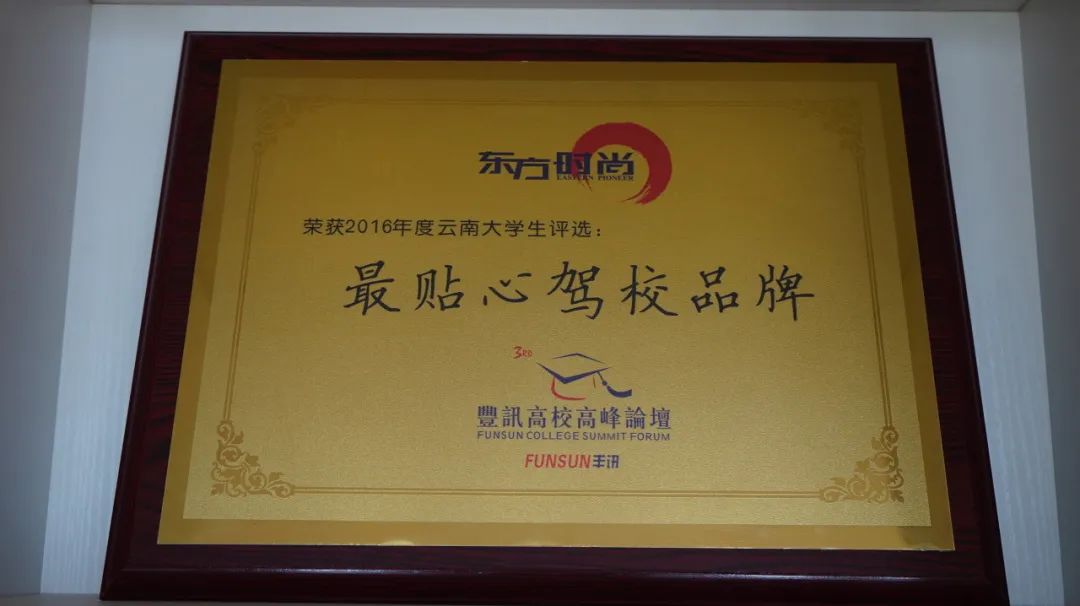 东方时尚
EASTERN PIONEER
荣获2016年度云南大学生评选：
最贴心驾校品牌
3RD
豐訊高校高峰論壇
FUNSUN COLLEGE SUMMIT FORUM
FUNSUN丰讯